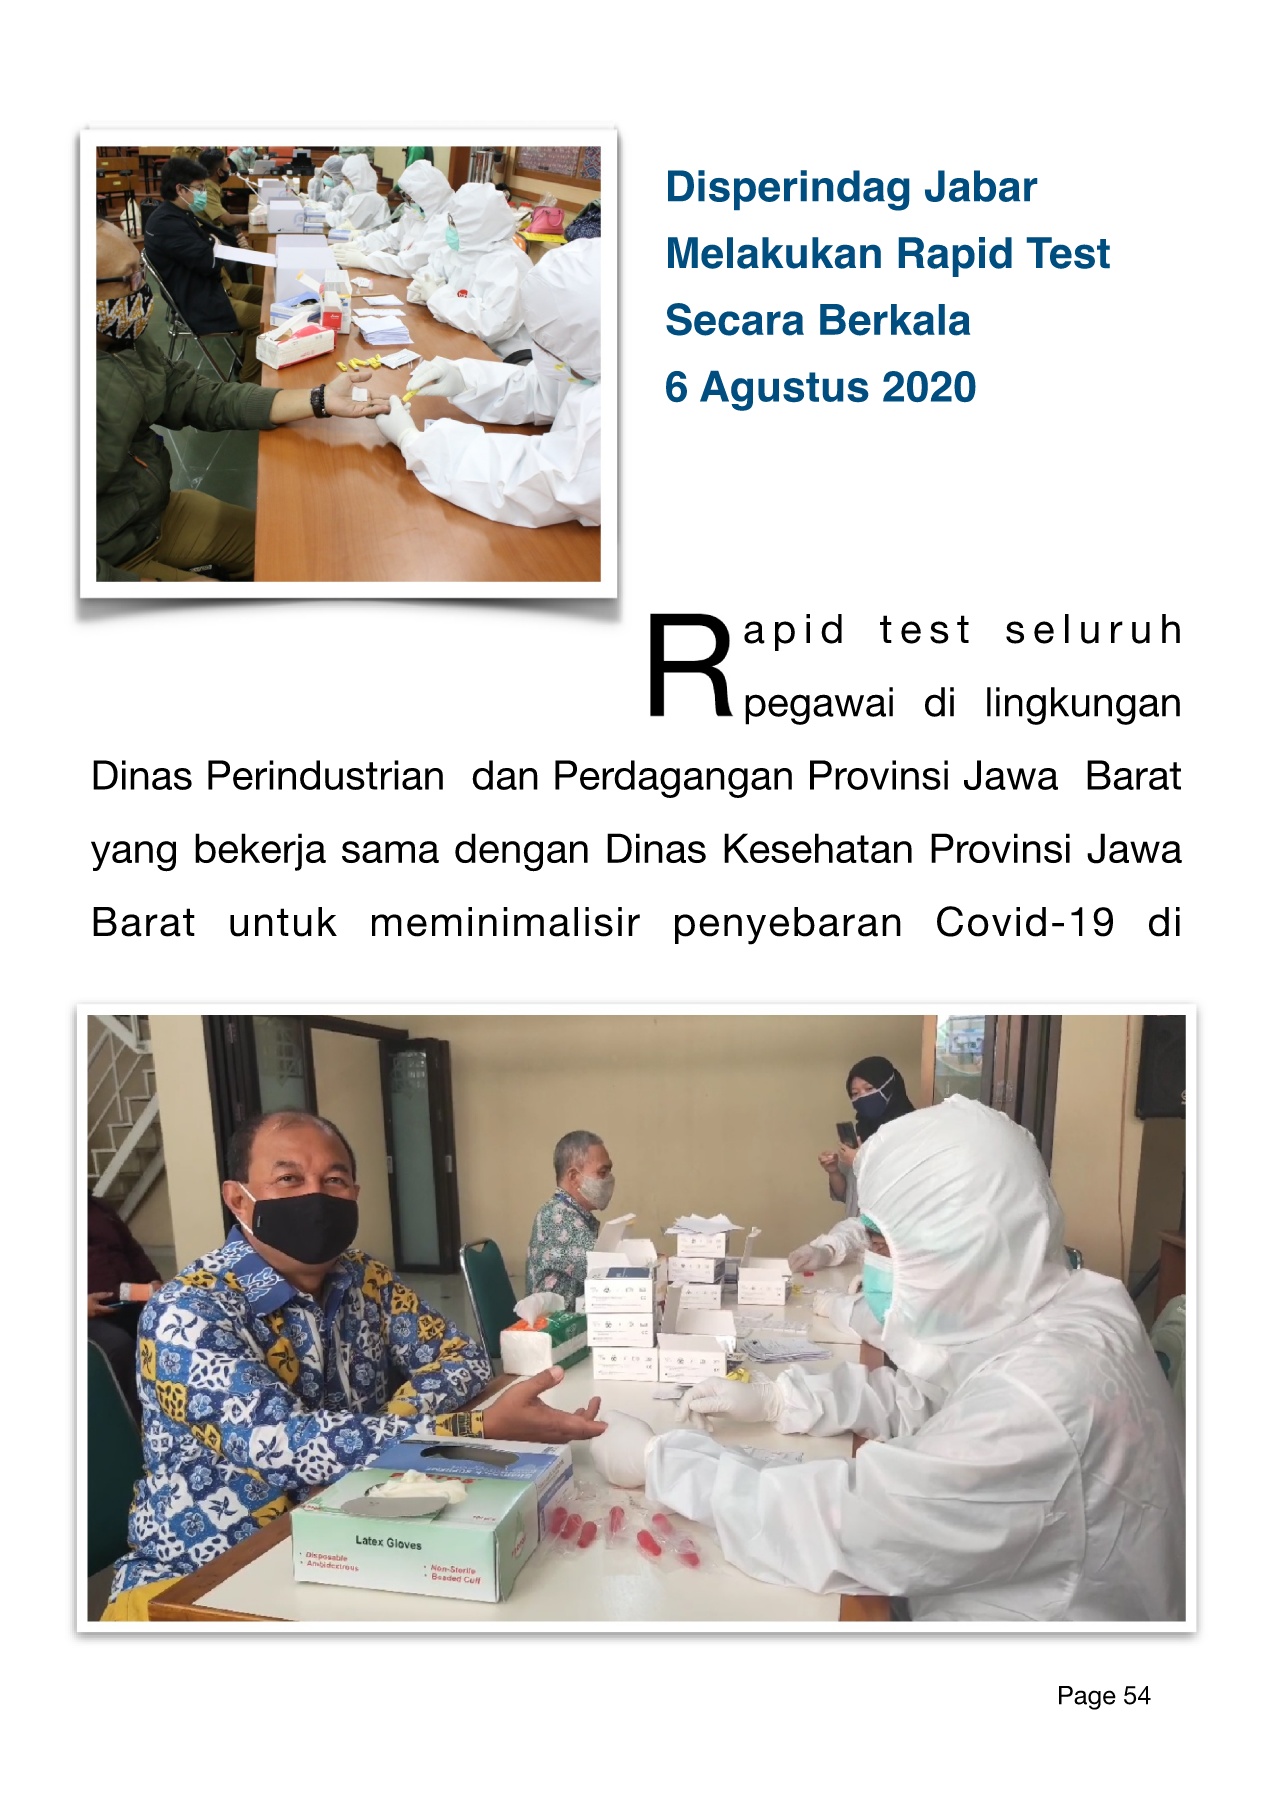 Disperindag Jabar
Melakukan Rapid Test
Secara Berkala
6 Agustus 2020
Rapid test seluruh
pegawai di lingkungan
Dinas Perindustrian dan Perdagangan Provinsi Jawa Barat
yang bekerja sama dengan Dinas Kesehatan Provinsi Jawa
Barat untuk meminimalisir penyebaran Covid-19 di
Latex Gloves
• Disposable
• Ambidextrous
• Non-Sterile
• Beaded Cuff
Page 54